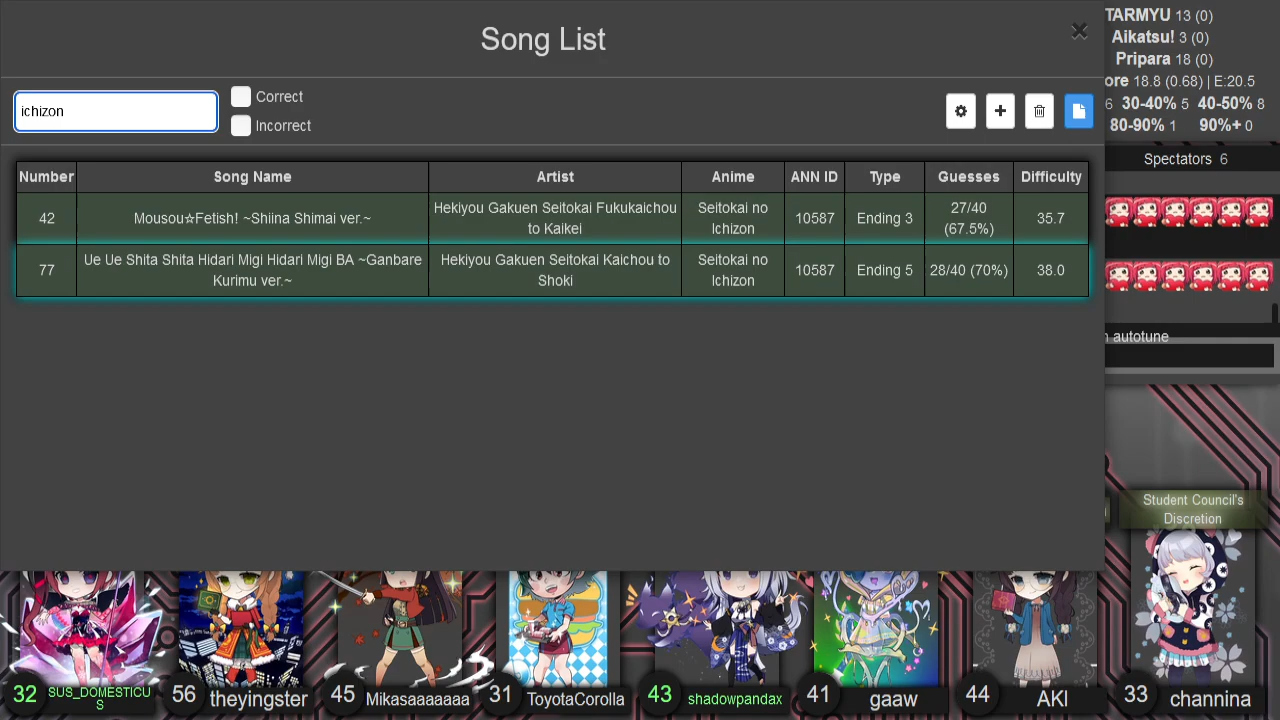 Song List
TARMYU 13 (0)
Aikatsu! 3 (0)
Pripara 18 (0)
ore 18.8 (0.68) | E:20.5
6 30-40% 5 40-50% 8
80-90% 1 90%+ 0
ichizon
Correct
Incorrect
Spectators 6
Number Song Name Artist Anime ANN ID Type Guesses Difficulty
42 Mousou☆Fetish! ~Shiina Shimai ver.~ Hekiyou Gakuen Seitokai Fukukaichou to Kaikei Seitokai no Ichizon 10587 Ending 3 27/40 (67.5%) 35.7
77 Ue Ue Shita Shita Hidari Migi Hidari Migi BA ~Ganbare Kurimu ver.~ Hekiyou Gakuen Seitokai Kaichou to Shoki Seitokai no Ichizon 10587 Ending 5 28/40 (70%) 38.0
autotune
Student Council's
Discretion
32 SUS_DOMESTICUS
56 theyingster
45 Mikasaaaaaaa
31 ToyotaCorolla
43 shadowpandax
41 gaaw
44 AKI
33 channina